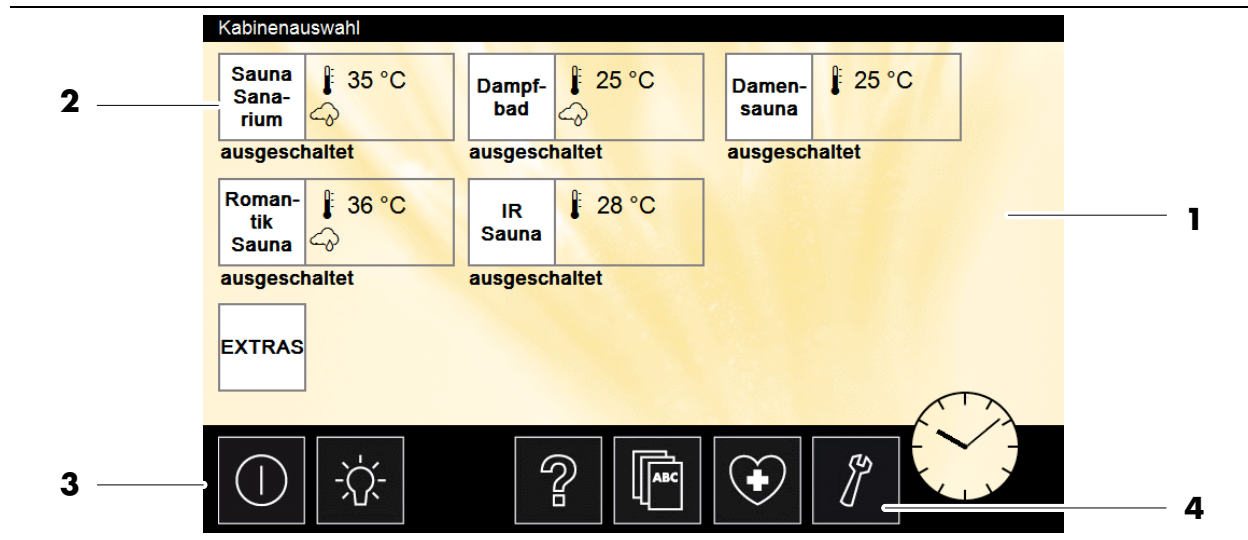 Kabinenauswahl
Sauna
Sana-
rium
35 °C
ausgeschaltet
Dampf-
bad
25 °C
ausgeschaltet
Damen-
sauna
25 °C
ausgeschaltet
2
Roman-
tik
Sauna
36 °C
ausgeschaltet
IR
Sauna
28 °C
ausgeschaltet
1
EXTRAS
3
?
ABC
4